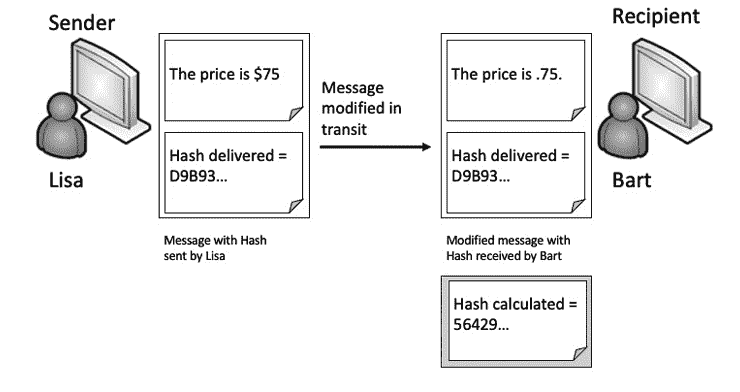 Sender
Recipient
The price is $75
Message
modified in
transit
The price is .75.
Hash delivered =
D9B93...
Hash delivered =
D9B93...
Lisa
Bart
Message with Hash
sent by Lisa
Modified message with
Hash received by Bart
Hash calculated =
56429...